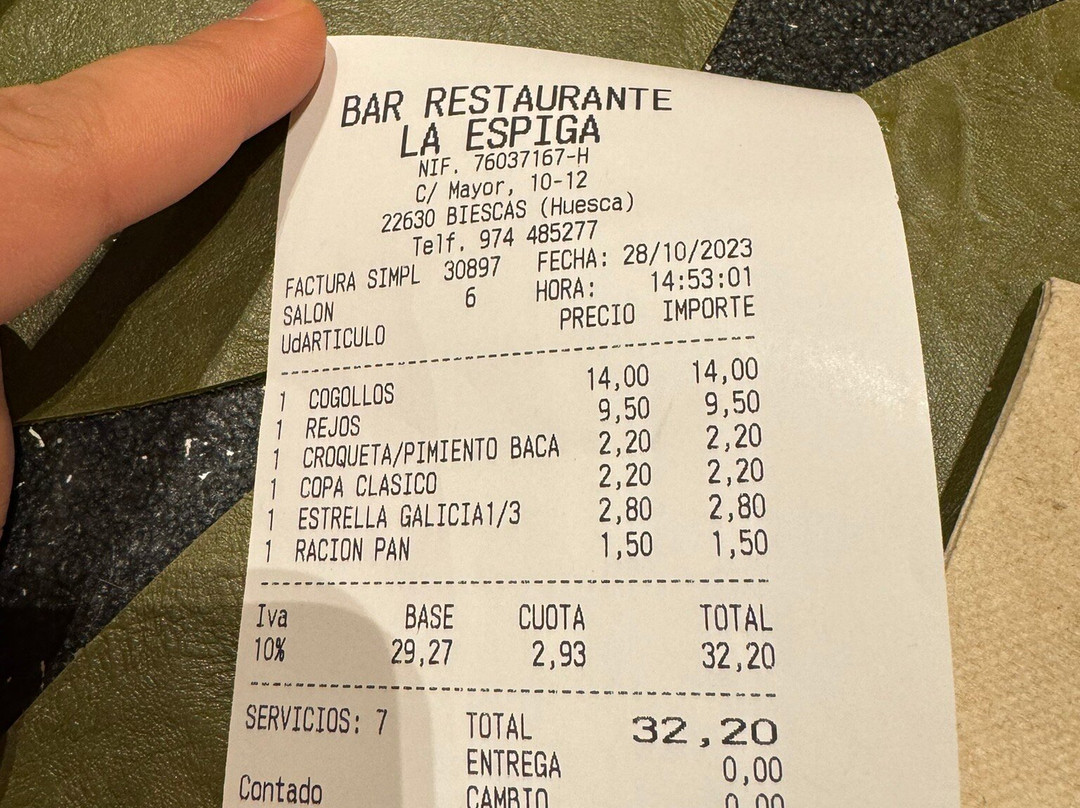 BAR RESTAURANTE
LA ESPIGA
NIF. 76037167-H
C/ Mayor, 10-12
22630 BIESCAS (Huesca)
Telf. 974 485277
FACTURA SIMPL 30897 FECHA: 28/10/2023
SALON 6 HORA: 14:53:01
UdARTICULO PRECIO IMPORTE
1 COGOLLOS 14,00 14,00
1 REJOS 9,50 9,50
1 CROQUETA/PIMIENTO BACA 2,20 2,20
1 COPA CLASICO 2,20 2,20
1 ESTRELLA GALICIA1/3 2,80 2,80
1 RACION PAN 1,50 1,50
Iva BASE CUOTA TOTAL
10% 29,27 2,93 32,20
SERVICIOS: 7 TOTAL 32,20
ENTREGA 0,00
Contado CAMBIO 0,00